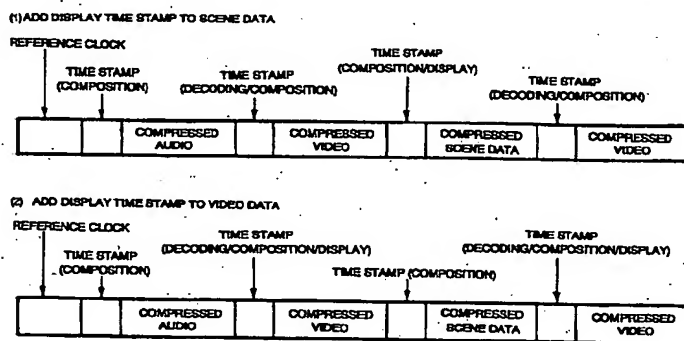 (1) ADD DISPLAY TIME STAMP TO SCENE DATA
REFERENCE CLOCK
TIME STAMP
(COMPOSITION)
TIME STAMP
(DECODING/COMPOSITION)
TIME STAMP
(COMPOSITION/DISPLAY)
TIME STAMP
(DECODING/COMPOSITION)
COMPRESSED
AUDIO
COMPRESSED
VIDEO
COMPRESSED
SCENE DATA
COMPRESSED
VIDEO
(2) ADD DISPLAY TIME STAMP TO VIDEO DATA
REFERENCE CLOCK
TIME STAMP
(COMPOSITION)
TIME STAMP
(DECODING/COMPOSITION/DISPLAY)
TIME STAMP (COMPOSITION)
TIME STAMP
(DECODING/COMPOSITION/DISPLAY)
COMPRESSED
AUDIO
COMPRESSED
VIDEO
COMPRESSED
SCENE DATA
COMPRESSED
VIDEO